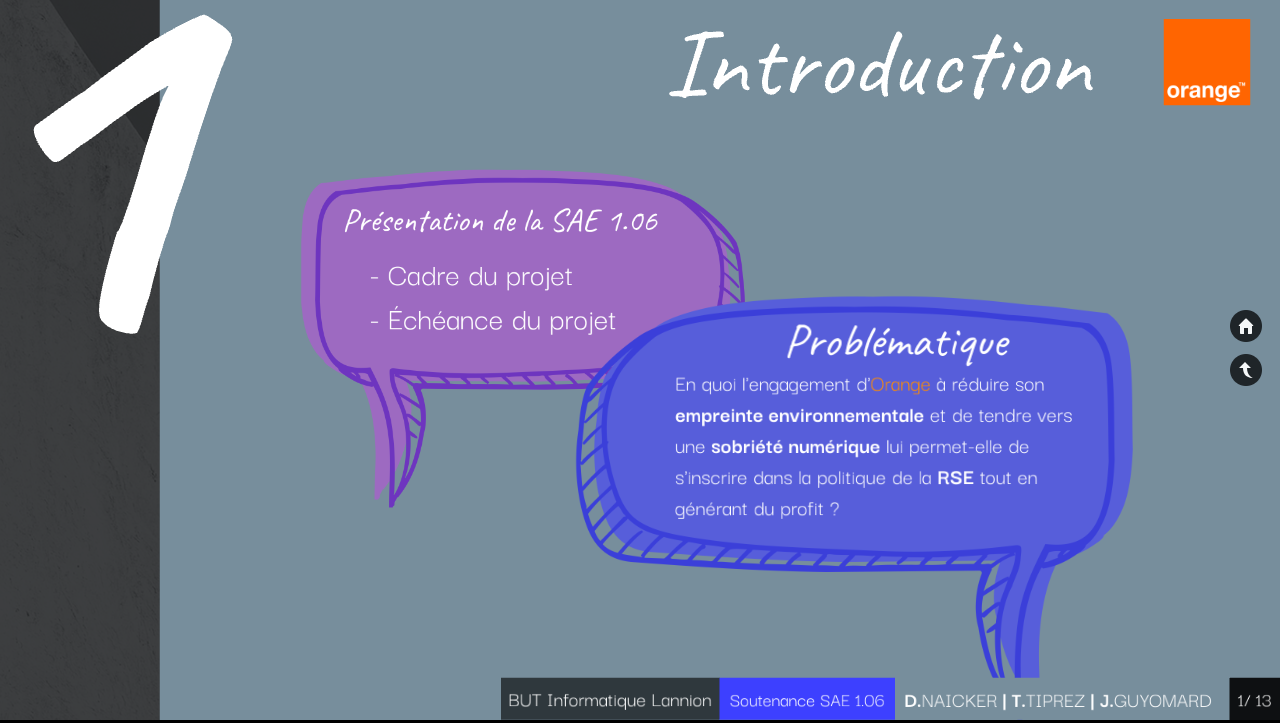 1
Introduction
orange™
Présentation de la SAE 1.06
- Cadre du projet
- Échéance du projet
Problématique
En quoi l'engagement d'Orange à réduire son
empreinte environnementale et de tendre vers
une sobriété numérique lui permet-elle de
s'inscrire dans la politique de la RSE tout en
générant du profit ?
BUT Informatique Lannion
Soutenance SAE 1.06
D.NAICKER | T.TIPREZ | J.GUYOMARD
1/ 13